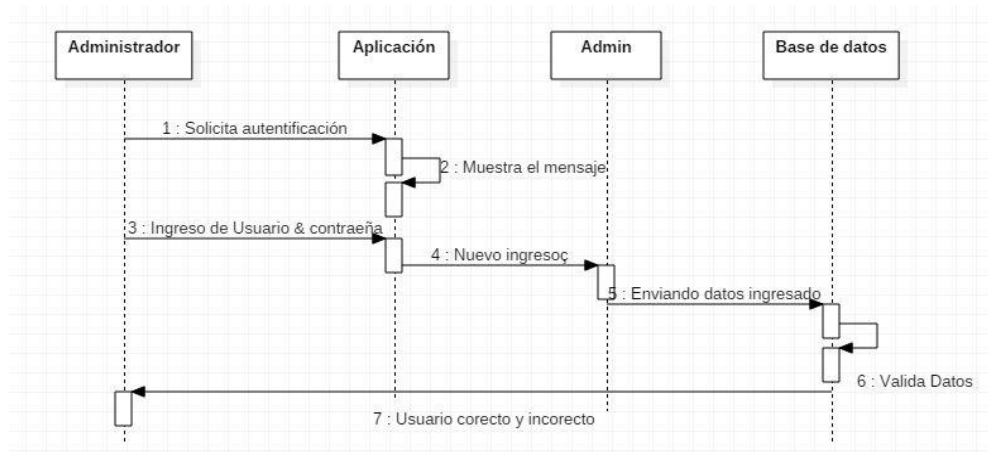 Administrador
Aplicación
Admin
Base de datos
1 : Solicita autentificación
2 : Muestra el mensaje
3 : Ingreso de Usuario & contraeña
4 : Nuevo ingresoç
5 : Enviando datos ingresado
6 : Valida Datos
7 : Usuario corecto y incorecto